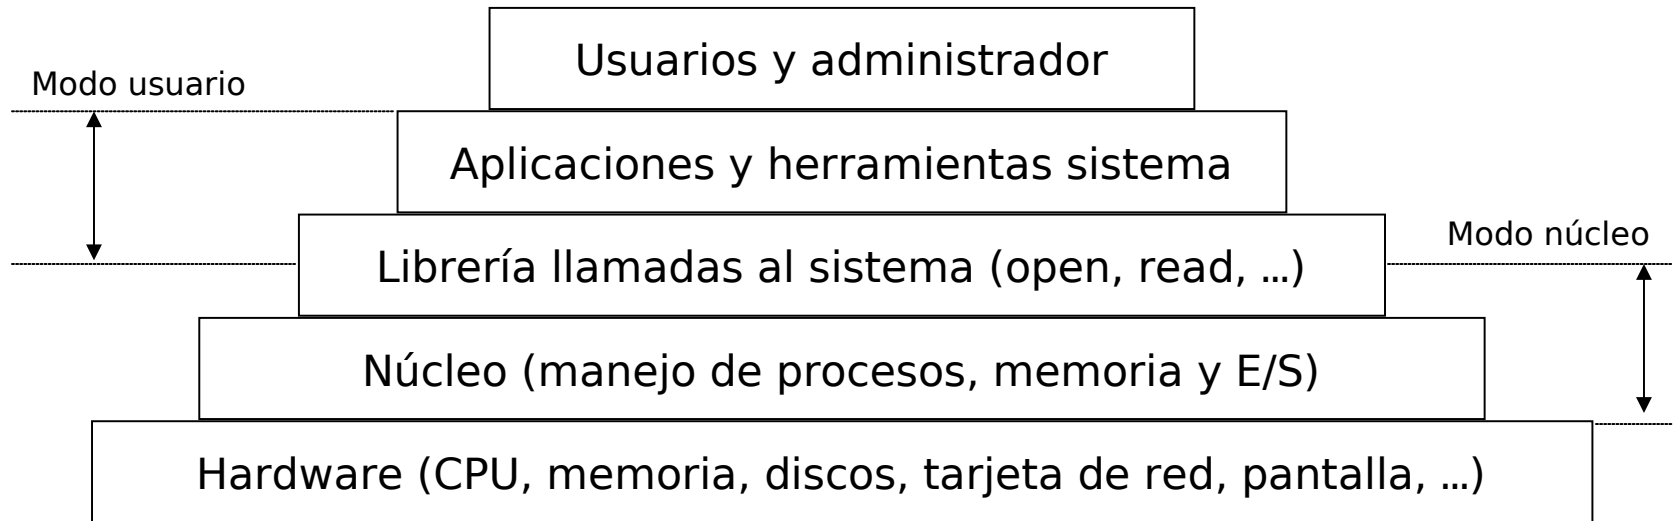 Usuarios y administrador
Modo usuario
Aplicaciones y herramientas sistema
Modo núcleo
Librería llamadas al sistema (open, read, ...)
Núcleo (manejo de procesos, memoria y E/S)
Hardware (CPU, memoria, discos, tarjeta de red, pantalla, ...)